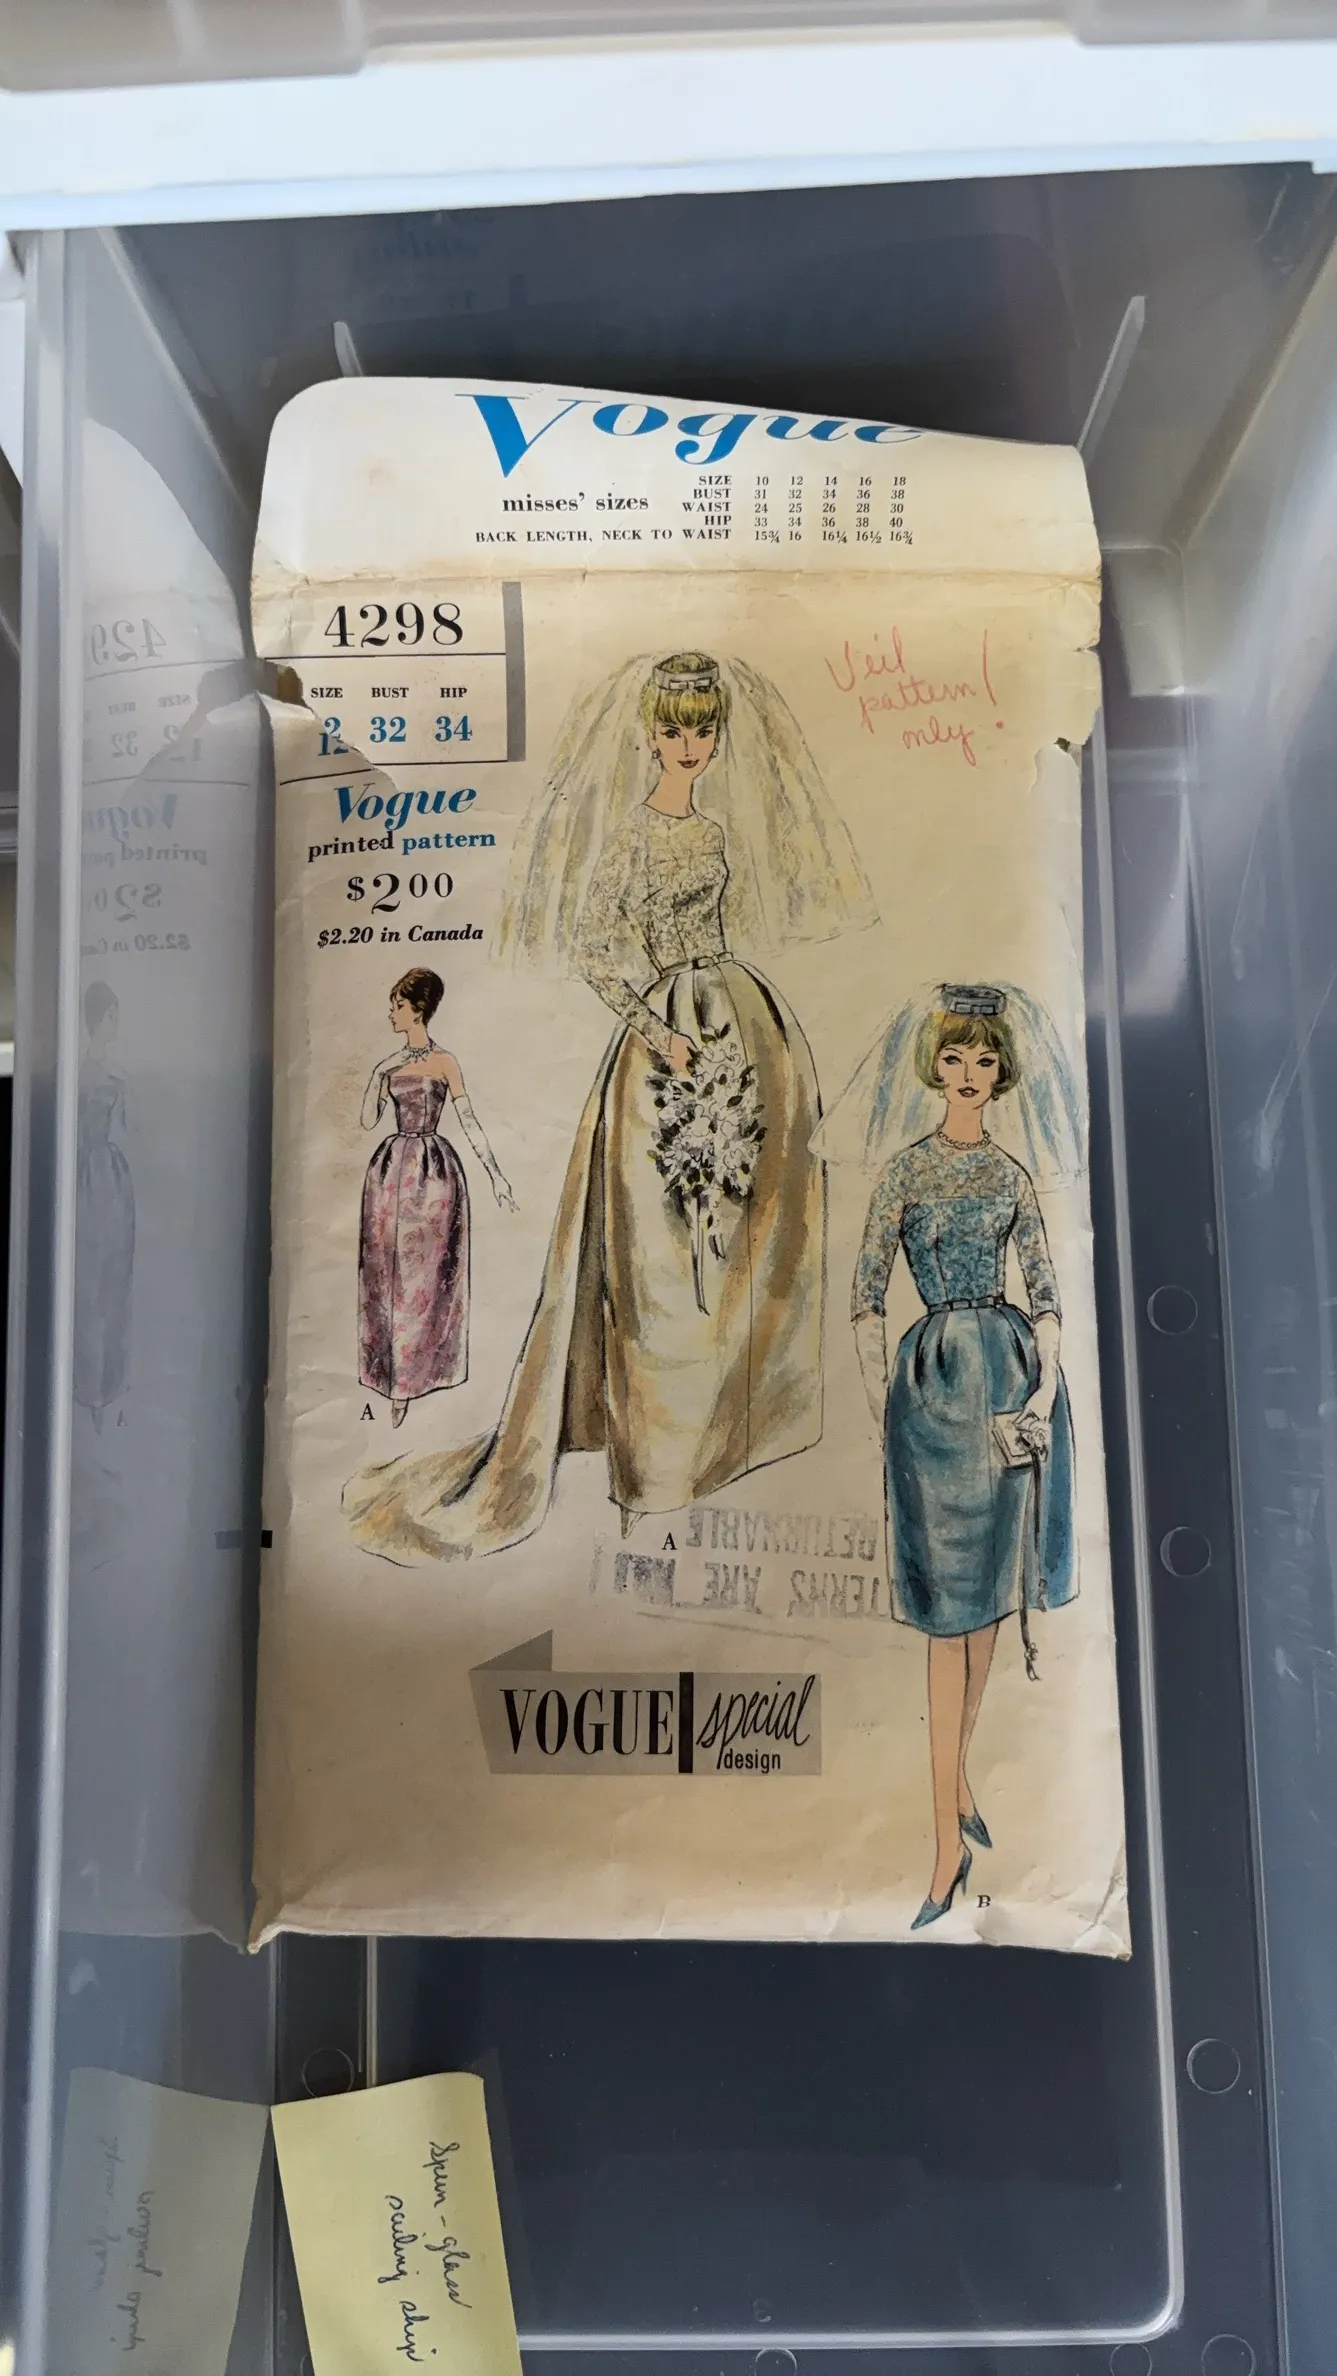 Vogue
misses' sizes
SIZE 10 12 14 16 18
BUST 31 32 34 36 38
WAIST 24 25 26 28 30
HIP 33 34 36 38 40
BACK LENGTH, NECK TO WAIST 15¾ 16 16¼ 16½ 16¾
4298
SIZE BUST HIP
12 32 34
Veil
pattern
only!
Vogue
printed pattern
$2.00
$2.20 in Canada
A
A
RETURNABLE
ARE
VOGUE special
design
B
Spun-glass
sailing ship